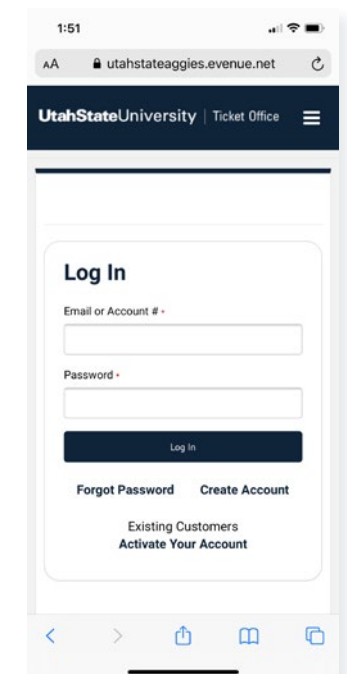 1:51
AA utahstateaggies.evenue.net
UtahStateUniversity | Ticket Office
Log In
Email or Account # •
Password •
Log In
Forgot Password Create Account
Existing Customers
Activate Your Account